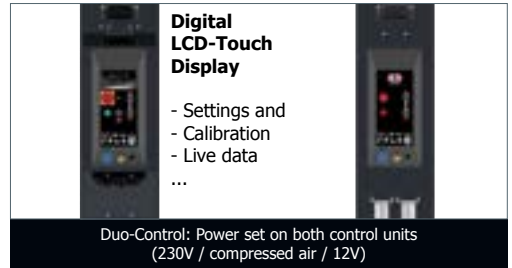 Digital
LCD-Touch
Display
- Settings and
- Calibration
- Live data
...
Duo-Control: Power set on both control units
(230V / compressed air / 12V)